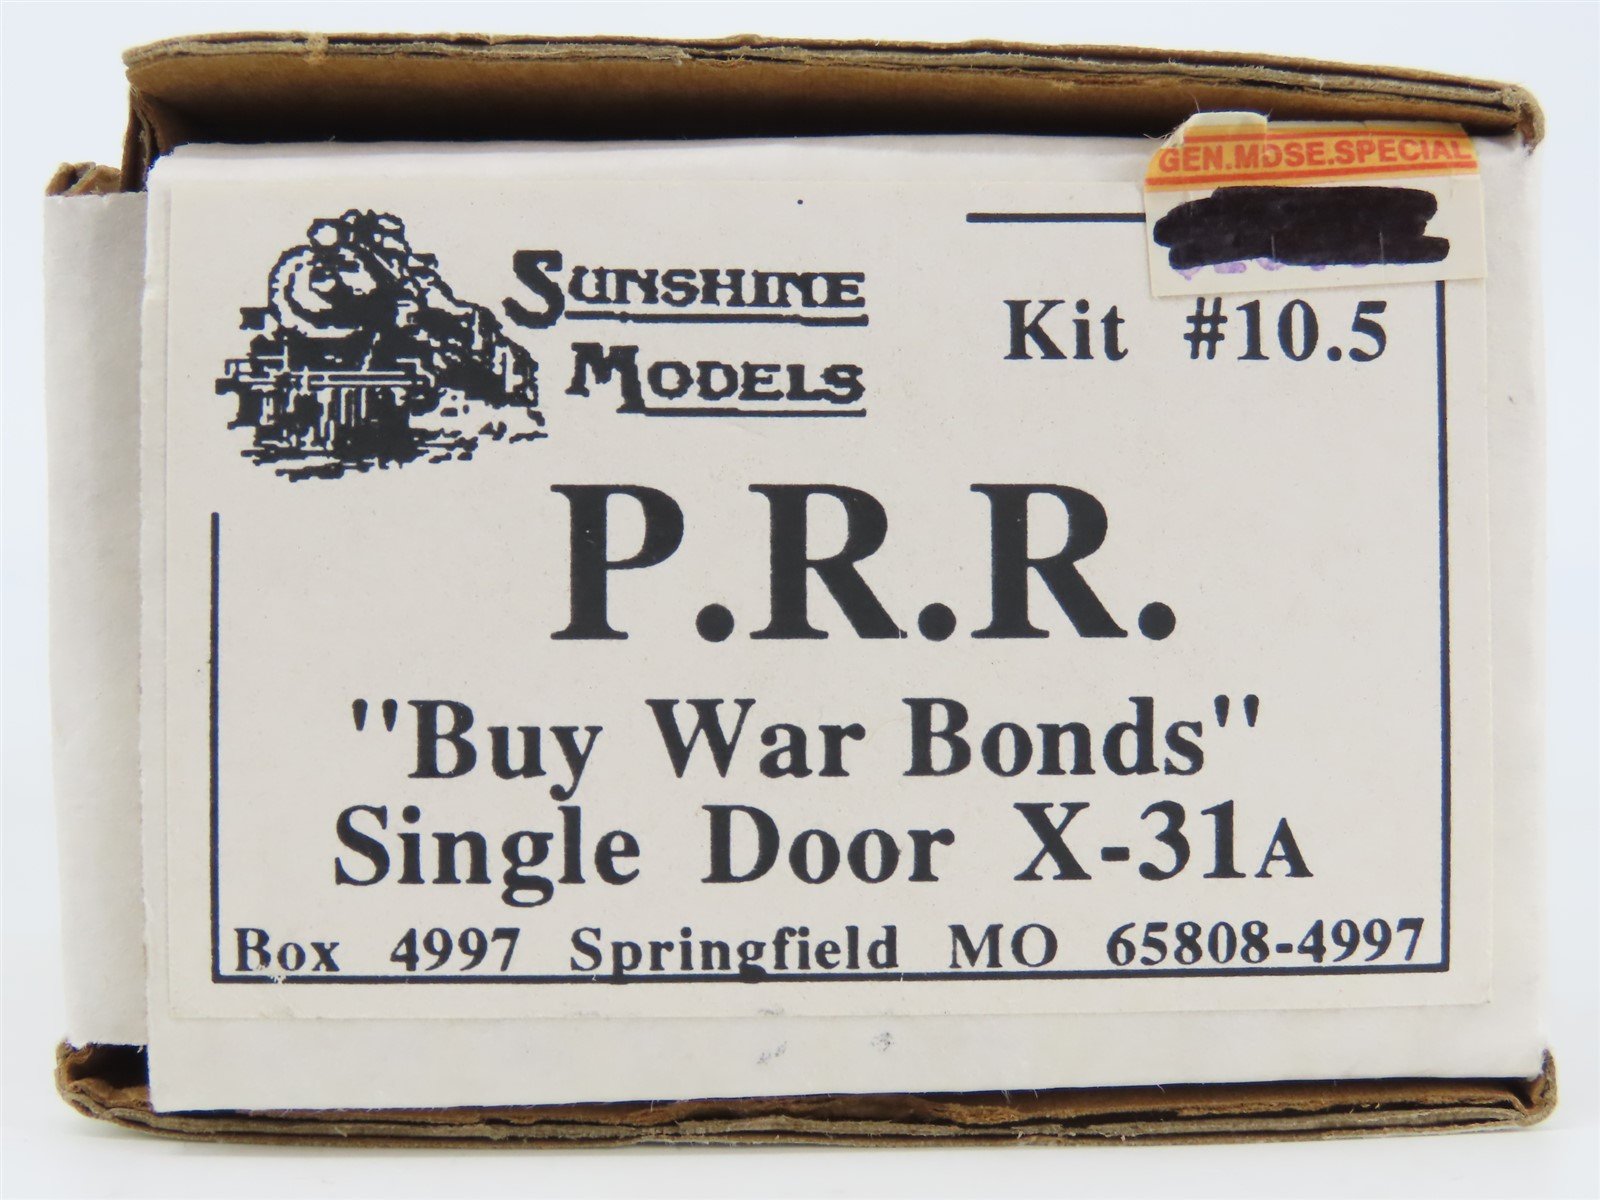 GEN.MDSE.SPECIAL
SUNSHINE
MODELS
Kit #10.5
P.R.R.
"Buy War Bonds"
Single Door X-31A
Box 4997 Springfield MO 65808-4997